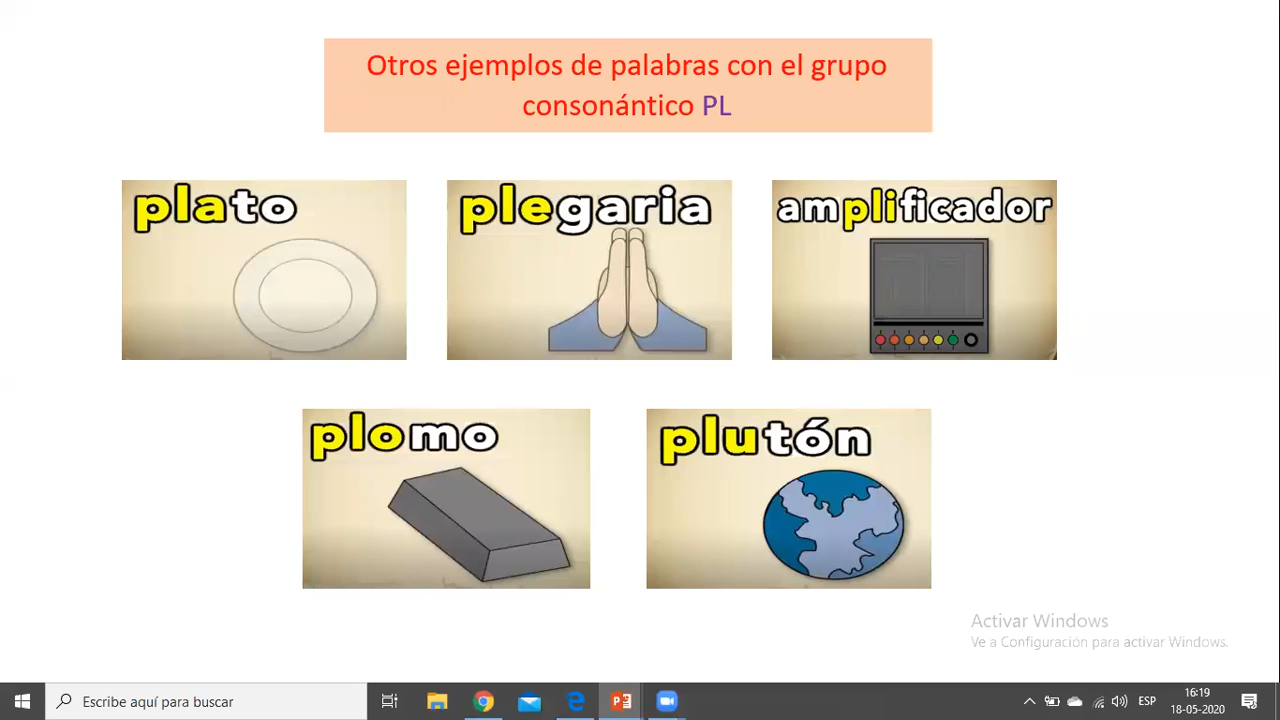 Otros ejemplos de palabras con el grupo
consonántico PL
plato
plegaria
amplificador
plomo
plutón
Activar Windows
Ve a Configuración para activar Windows.
Escribe aquí para buscar
ESP
16:19
18-05-2020